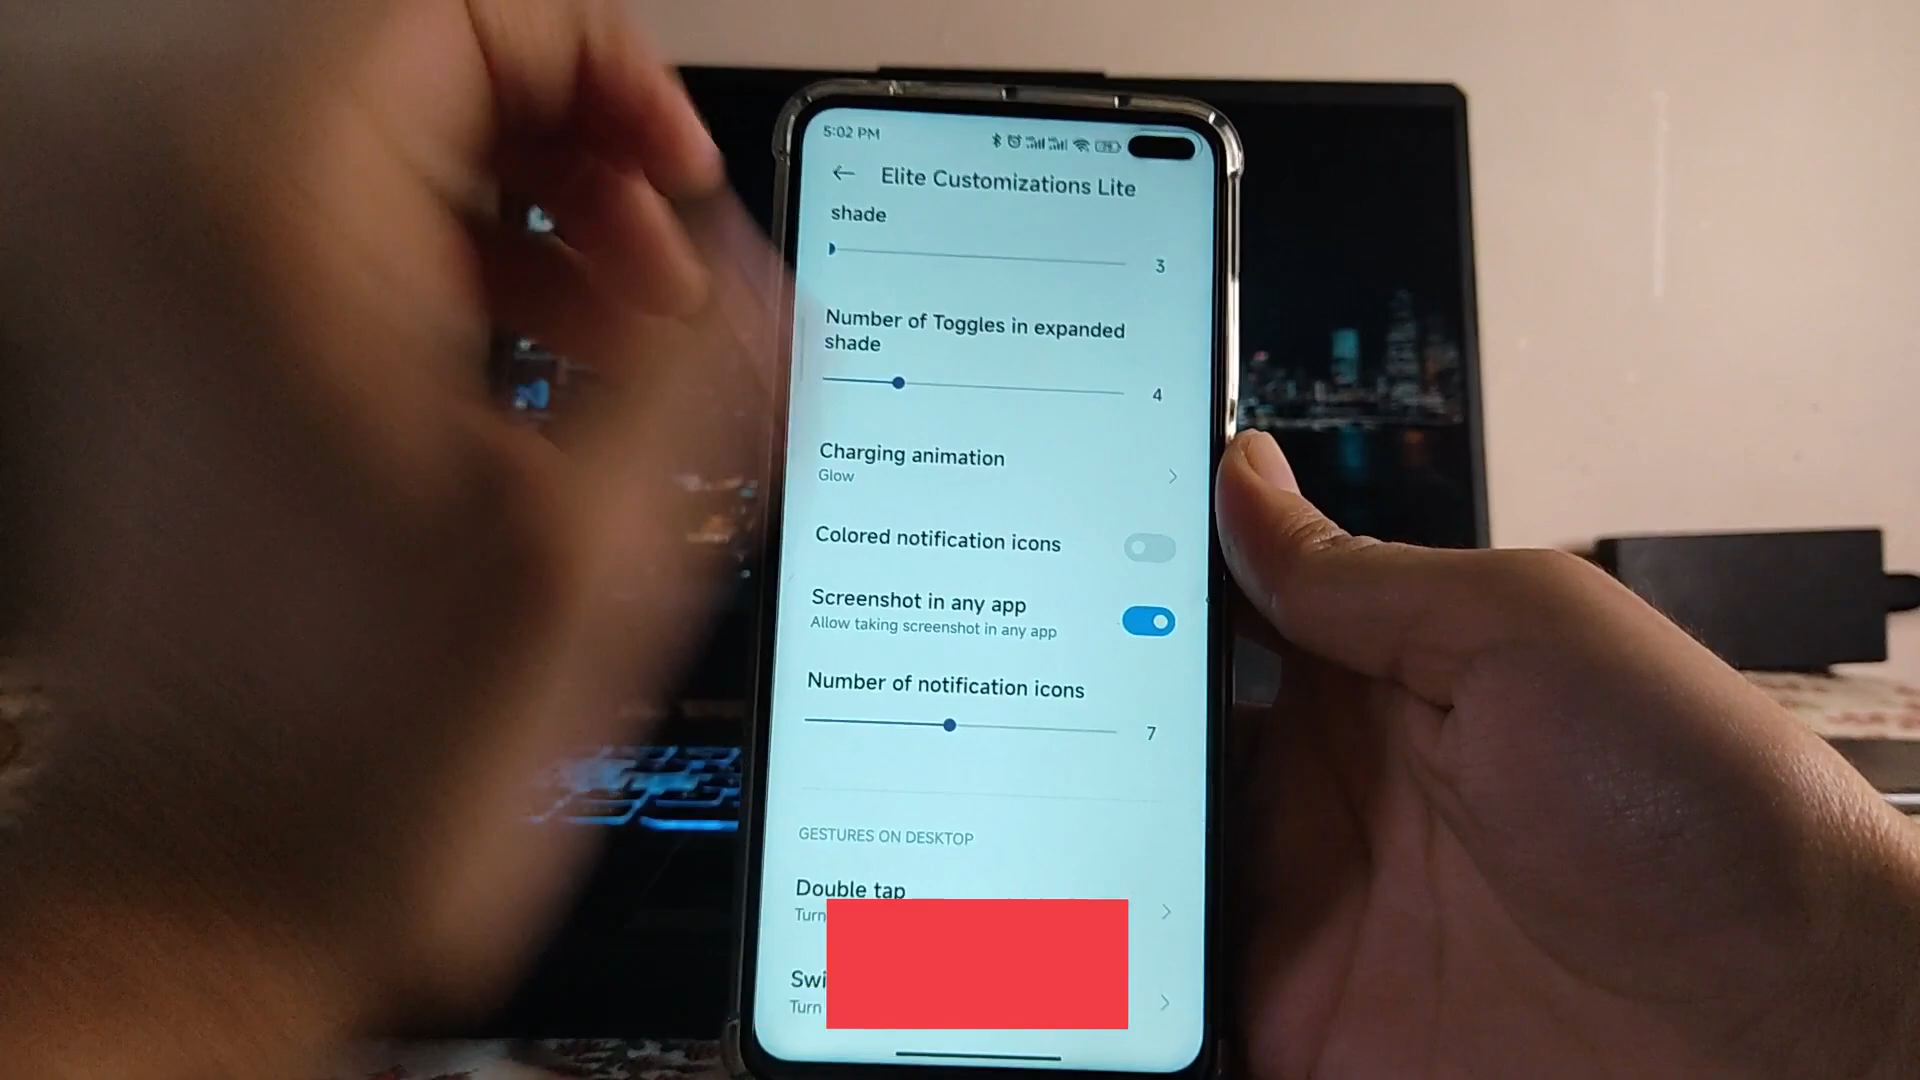 5:02 PM
Elite Customizations Lite
shade
3
Number of Toggles in expanded
shade
4
Charging animation
Glow
Colored notification icons
Screenshot in any app
Allow taking screenshot in any app
Number of notification icons
7
GESTURES ON DESKTOP
Double tap
Turn
Turn